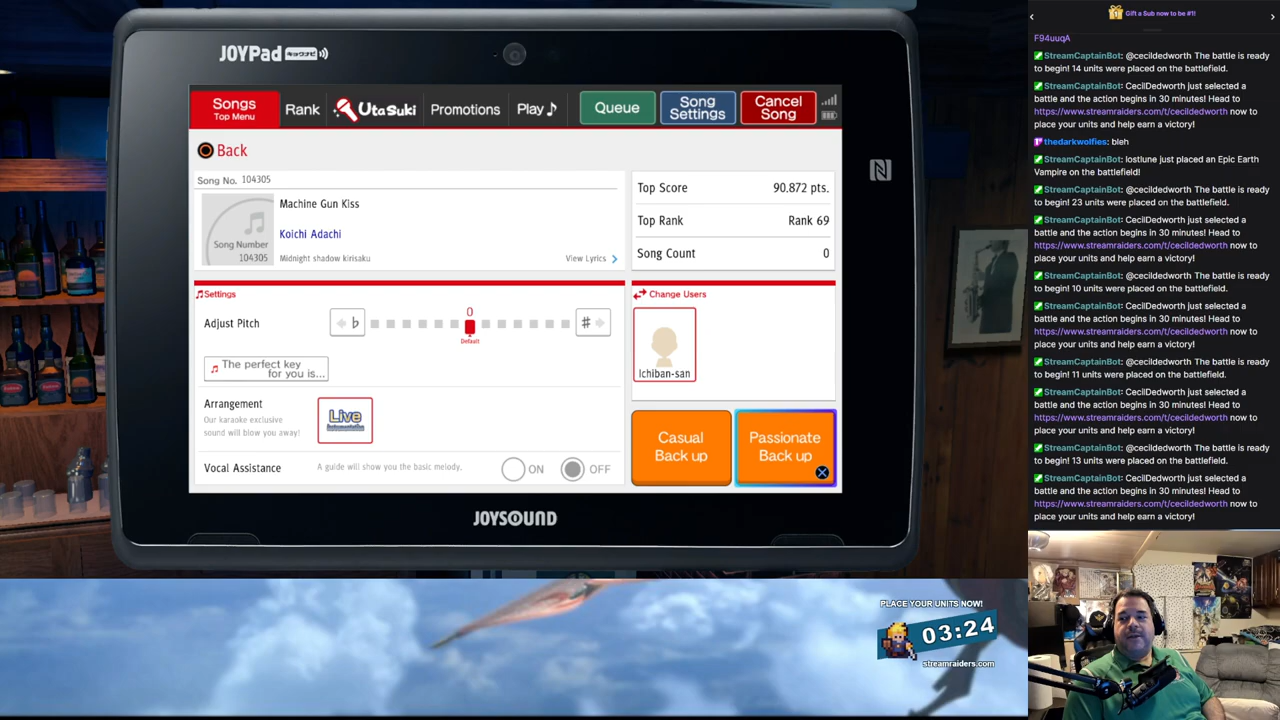 JOYPad キックナビ
Songs
Top Menu
Rank
UtaSuki
Promotions
Play♪
Queue
Song
Settings
Cancel
Song
Back
Song No. 104305
Song Number
104305
Machine Gun Kiss
Koichi Adachi
Midnight shadow kirisaku
View Lyrics
Top Score 90.872 pts.
Top Rank Rank 69
Song Count 0
Settings
Adjust Pitch
♭
0
Default
♯
The perfect key
for you is...
Arrangement
Our karaoke exclusive
sound will blow you away!
Live
Instrumentation
Vocal Assistance
A guide will show you the basic melody,
ON
OFF
Change Users
Ichiban-san
Casual
Back up
Passionate
Back up
JOYSOUND
PLACE YOUR UNITS NOW!
03:24
streamraiders.com
Gift a Sub now to be #1!
F94uuqA
StreamCaptainBot: @cecildedworth The battle is ready
to begin! 14 units were placed on the battlefield.
StreamCaptainBot: CecilDedworth just selected a
battle and the action begins in 30 minutes! Head to
https://www.streamraiders.com/t/cecildedworth now to
place your units and help earn a victory!
thedarkwolfies: bleh
StreamCaptainBot: lostiune just placed an Epic Earth
Vampire on the battlefield!
StreamCaptainBot: @cecildedworth The battle is ready to
begin! 23 units were placed on the battlefield.
StreamCaptainBot: CecilDedworth just selected a
battle and the action begins in 30 minutes! Head to
https://www.streamraiders.com/t/cecildedworth now to
place your units and help earn a victory!
StreamCaptainBot: @cecildedworth The battle is ready
to begin! 10 units were placed on the battlefield.
StreamCaptainBot: CecilDedworth just selected a
battle and the action begins in 30 minutes! Head to
https://www.streamraiders.com/t/cecildedworth now to
place your units and help earn a victory!
StreamCaptainBot: @cecildedworth The battle is ready
to begin! 11 units were placed on the battlefield.
StreamCaptainBot: CecilDedworth just selected a
battle and the action begins in 30 minutes! Head to
https://www.streamraiders.com/t/cecildedworth now to
place your units and help earn a victory!
StreamCaptainBot: @cecildedworth The battle is ready
to begin! 13 units were placed on the battlefield.
StreamCaptainBot: CecilDedworth just selected a
battle and the action begins in 30 minutes! Head to
https://www.streamraiders.com/t/cecildedworth now to
place your units and help earn a victory!